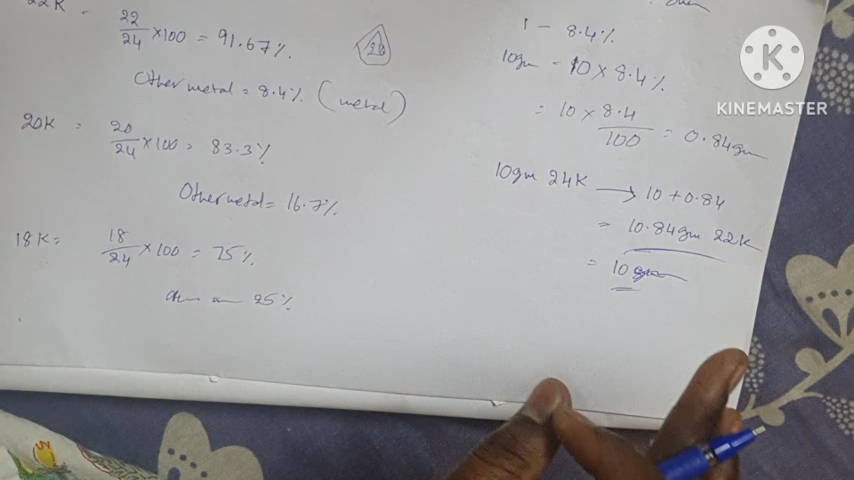 22K -
22/24 × 100 = 91.67%
Other metal = 8.4% (metal)
20K = 20/24 × 100 = 83.3%
Other metal = 16.7%
18K = 18/24 × 100 = 75%
25%
1 - 8.4%
10gm - 10 × 8.4%
= 10 × 8.4/100 = 0.84gm
10gm 24K → 10 + 0.84
= 10.84gm 22K
= 10
KINEMASTER